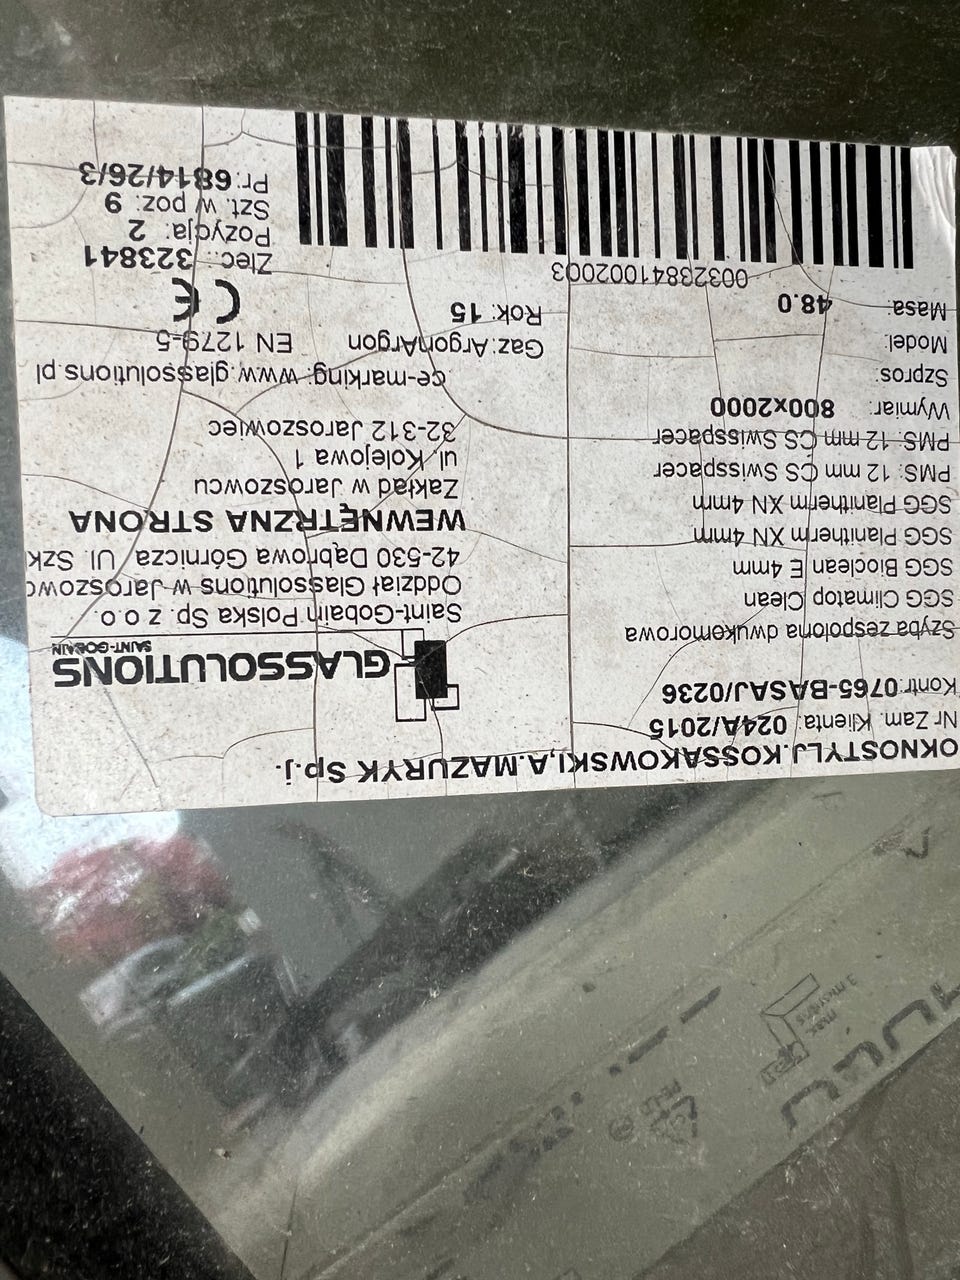 OKNOSTYL J.KOSSAKOWSKI,A.MAZURYK Sp.j.
Nr Zam. Klienta: 024A/2015
Kontr:0765-BASAJ/0236
Szyba zespolona dwukomorowa
SGG Climatop Clean
SGG Bioclean E 4mm
SGG Planitherm XN 4mm
SGG Planitherm XN 4mm
PMS: 12 mm CS Swisspacer
PMS: 12 mm CS Swisspacer
Wymiar: 800x2000
Szpros:
Model:
Masa: 48.0
GLASSOLUTIONS
SAINT-GOBAIN
Saint-Gobain Polska Sp. z o.o.
Oddział Glassolutions w Jaroszowc
42-530 Dąbrowa Górnicza, Ul. Szk
WEWNĘTRZNA STRONA
Zakład w Jaroszowcu
ul. Kolejowa 1
32-312 Jaroszowiec
ce-marking: www.glassolutions.pl
Gaz:ArgonArgon EN 1279-5
Rok: 15 CE
00323841002003
Zlec.: 323841
Pozycja: 2
Szt. w poz: 9
Pr: 6814/26/3
max